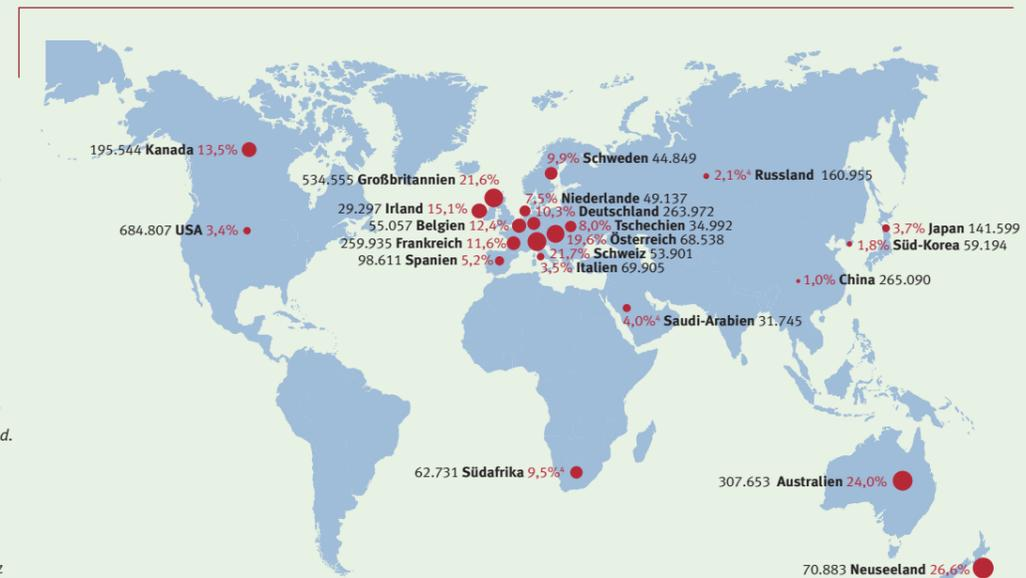 195.544 Kanada 13,5%
9,9% Schweden 44.849
2,1%⁴ Russland 160.955
534.555 Großbritannien 21,6%
7,5% Niederlande 49.137
29.297 Irland 15,1%
10,3% Deutschland 263.972
55.057 Belgien 12,4%
8,0% Tschechien 34.992
684.807 USA 3,4%
3,7% Japan 141.599
259.935 Frankreich 11,6%
19,6% Österreich 68.538
1,8% Süd-Korea 59.194
98.611 Spanien 5,2%
21,7% Schweiz 53.901
3,5% Italien 69.905
1,0% China 265.090
4,0%⁴ Saudi-Arabien 31.745
d.
62.731 Südafrika 9,5%⁴
307.653 Australien 24,0%
z
70.883 Neuseeland 26,6%